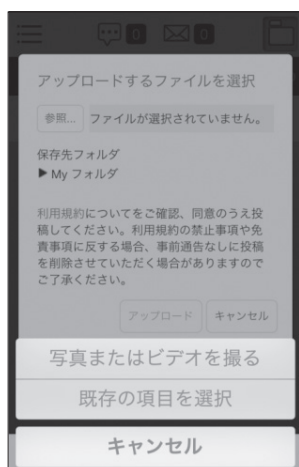 0 0
アップロードするファイルを選択
参照... ファイルが選択されていません。
保存先フォルダ
▶ My フォルダ
利用規約についてをご確認、同意のうえ投
稿してください。利用規約の禁止事項や免
責事項に反する場合、事前通告なしに投稿
を削除させていただく場合がありますので
ご了承ください。
アップロード キャンセル
写真またはビデオを撮る
既存の項目を選択
キャンセル